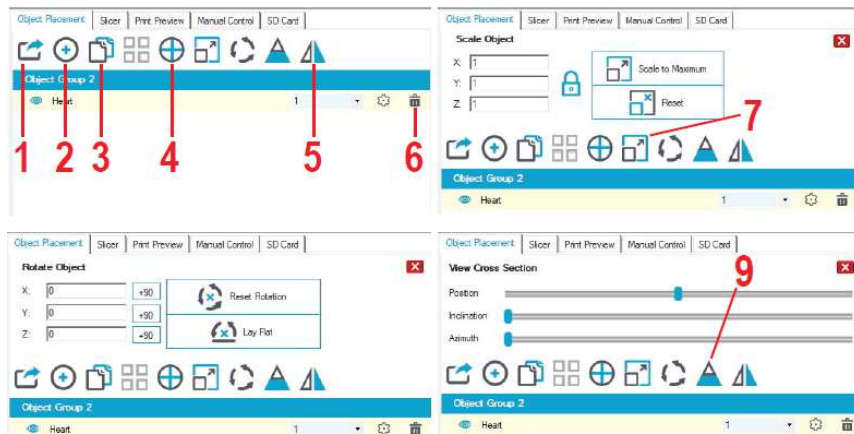 Object Placement Slicer Print Preview Manual Control SD Card
Object Group 2
Heart 1
1 2 3 4 5 6
Object Placement Slicer Print Preview Manual Control SD Card
Scale Object
X: 1
Y: 1
Z: 1
Scale to Maximum
Reset
7
Object Group 2
Heart 1
Object Placement Slicer Print Preview Manual Control SD Card
Rotate Object
X: 0 +90
Y: 0 +90
Z: 0 +90
Reset Rotation
Lay Flat
Object Group 2
Heart 1
Object Placement Slicer Print Preview Manual Control SD Card
View Cross Section
9
Position
Inclination
Azimuth
Object Group 2
Heart 1